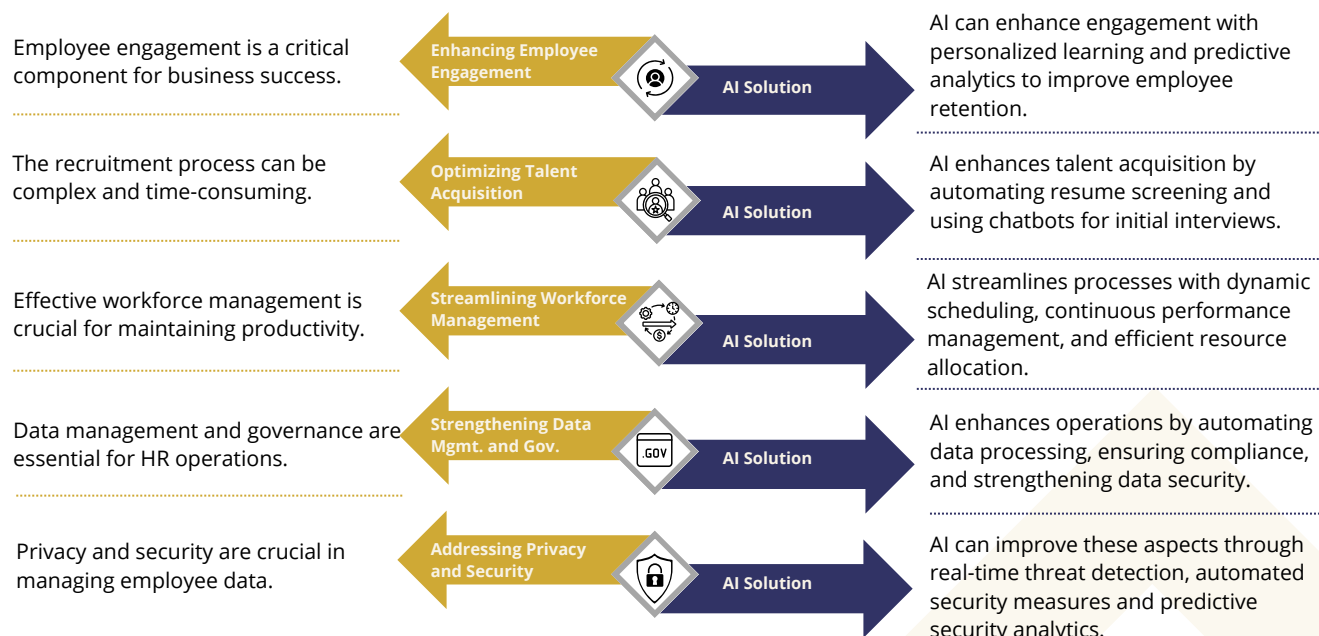 Employee engagement is a critical
component for business success.
Enhancing Employee
Engagement
AI Solution
AI can enhance engagement with
personalized learning and predictive
analytics to improve employee
retention.
The recruitment process can be
complex and time-consuming.
Optimizing Talent
Acquisition
AI Solution
AI enhances talent acquisition by
automating resume screening and
using chatbots for initial interviews.
Effective workforce management is
crucial for maintaining productivity.
Streamlining Workforce
Management
AI Solution
AI streamlines processes with dynamic
scheduling, continuous performance
management, and efficient resource
allocation.
Data management and governance are
essential for HR operations.
Strengthening Data
Mgmt. and Gov.
.GOV
AI Solution
AI enhances operations by automating
data processing, ensuring compliance,
and strengthening data security.
Privacy and security are crucial in
managing employee data.
Addressing Privacy
and Security
AI Solution
AI can improve these aspects through
real-time threat detection, automated
security measures and predictive
security analytics.